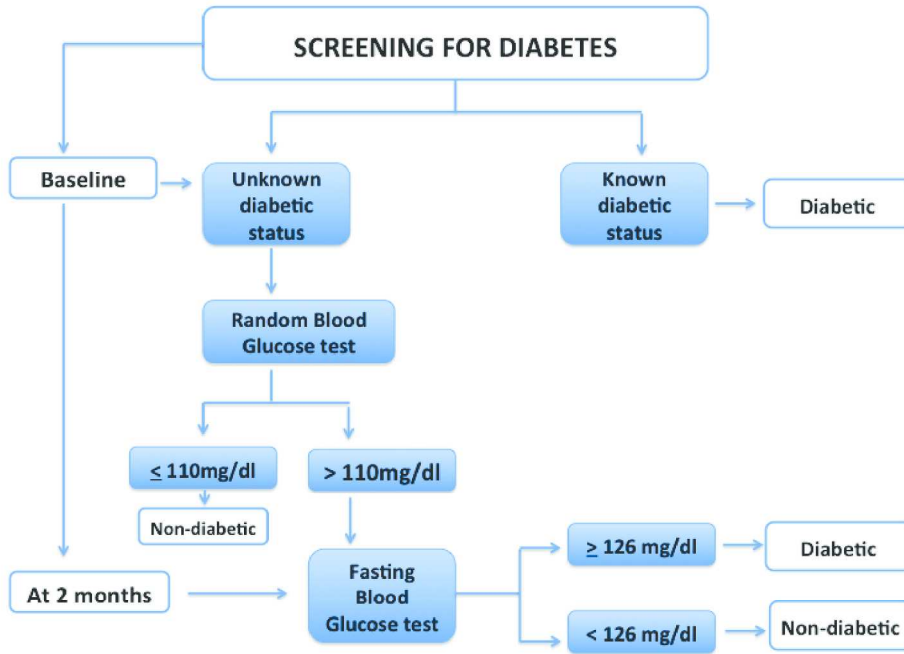 SCREENING FOR DIABETES
Baseline
Unknown
diabetic
status
Known
diabetic
status
Diabetic
Random Blood
Glucose test
≤ 110mg/dl
> 110mg/dl
Non-diabetic
At 2 months
Fasting
Blood
Glucose test
≥ 126 mg/dl
Diabetic
< 126 mg/dl
Non-diabetic